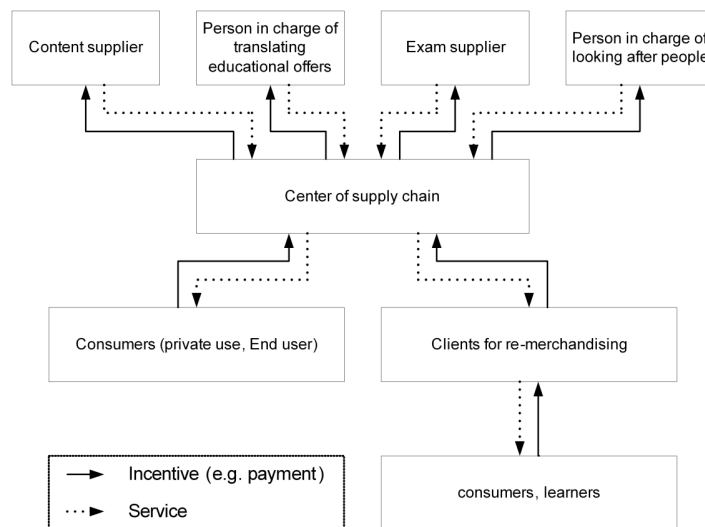 Content supplier
Person in charge of
translating
educational offers
Exam supplier
Person in charge of
looking after people
Center of supply chain
Consumers (private use, End user)
Clients for re-merchandising
consumers, learners
Incentive (e.g. payment)
Service